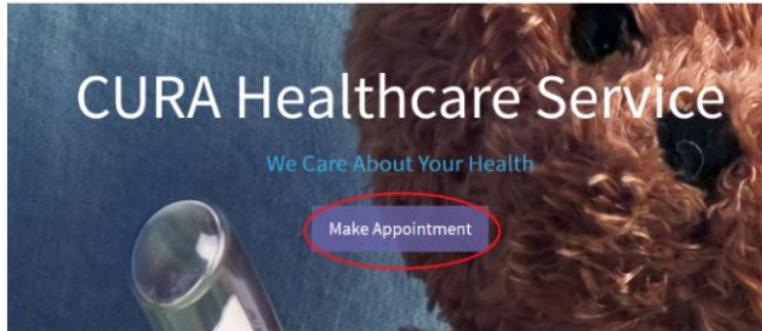 CURA Healthcare Service
We Care About Your Health
Make Appointment